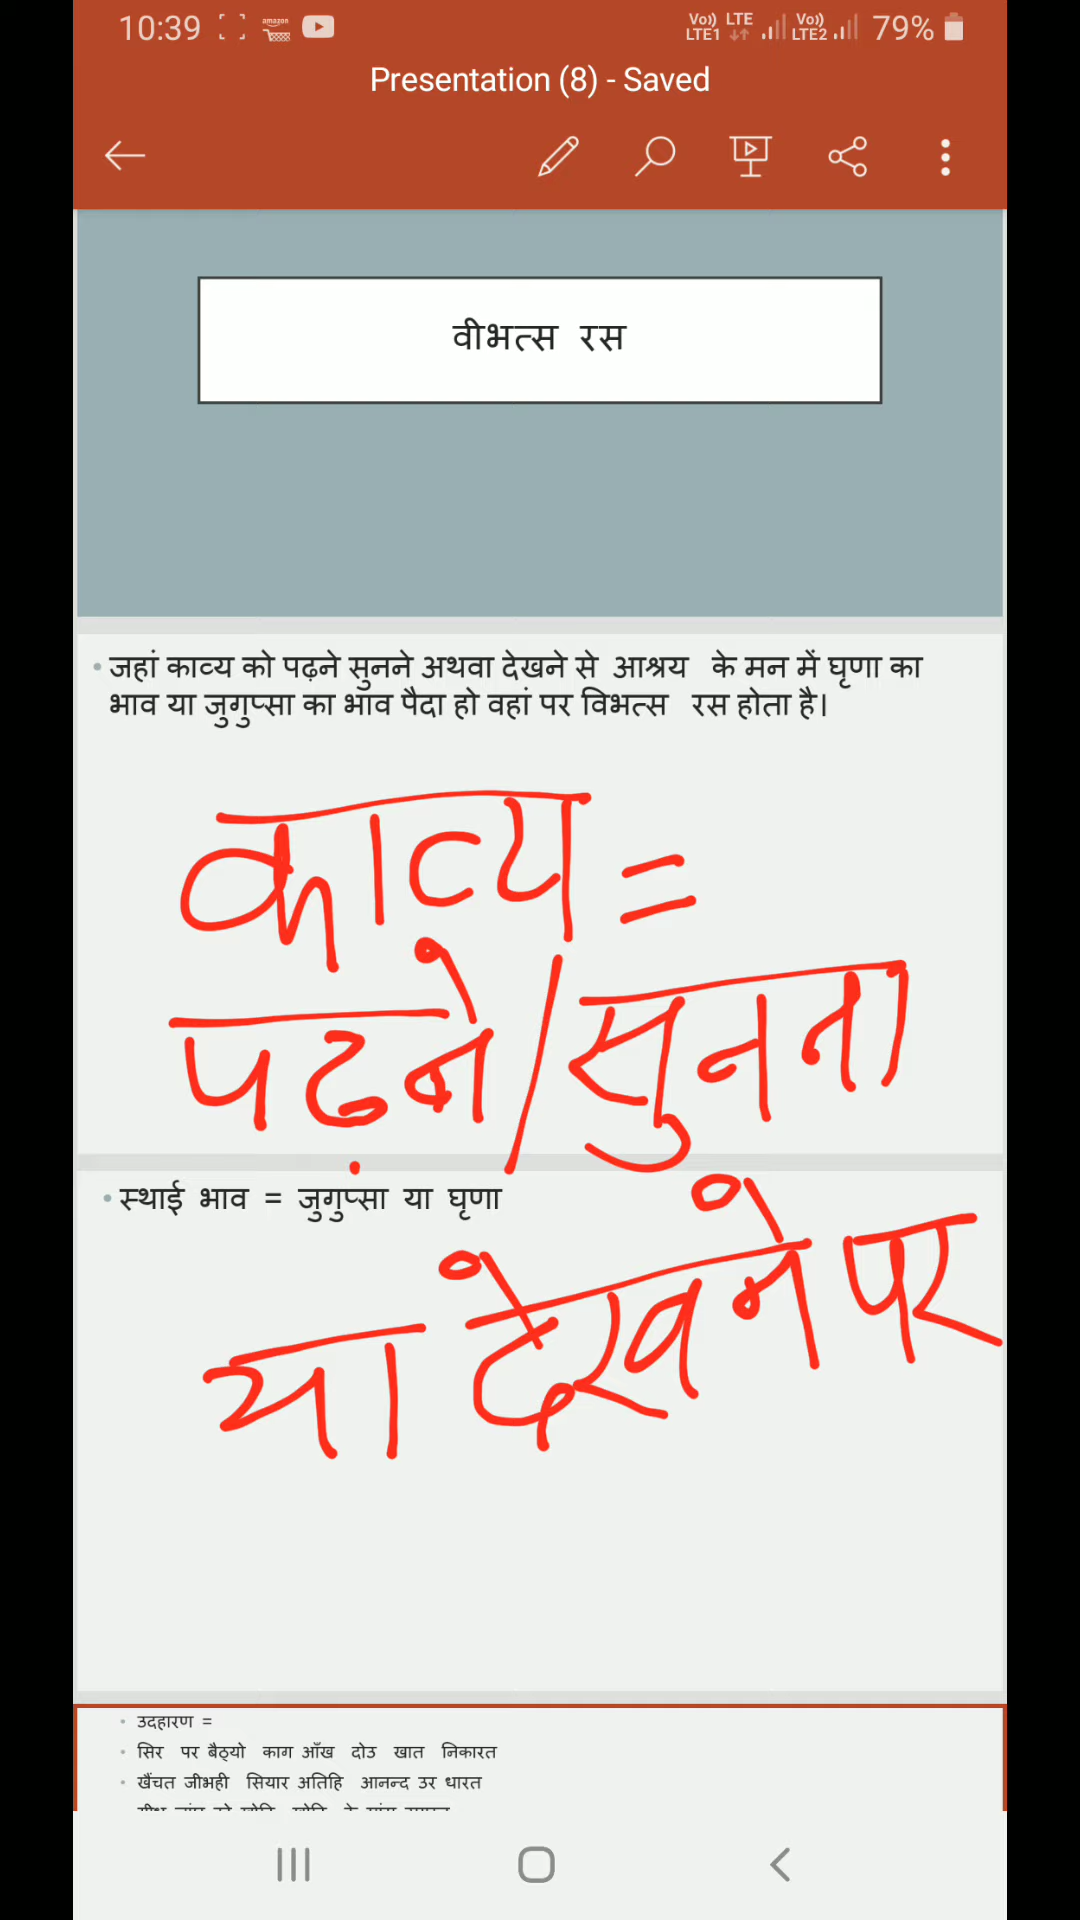 10:39 amazon Vo)) LTE LTE1 Vo)) LTE2 79%
Presentation (8) - Saved
वीभत्स रस
• जहां काव्य को पढ़ने सुनने अथवा देखने से आश्रय के मन में घृणा का
भाव या जुगुप्सा का भाव पैदा हो वहां पर विभत्स रस होता है।
काव्य =
पढ़ने / सुनना
• स्थाई भाव = जुगुप्सा या घृणा
या देखने पर
• उदहारण =
• सिर पर बैठ्यो काग आँख दोउ खात निकारत
• खैंचत जीभही सियार अतिहि आनन्द उर धारत